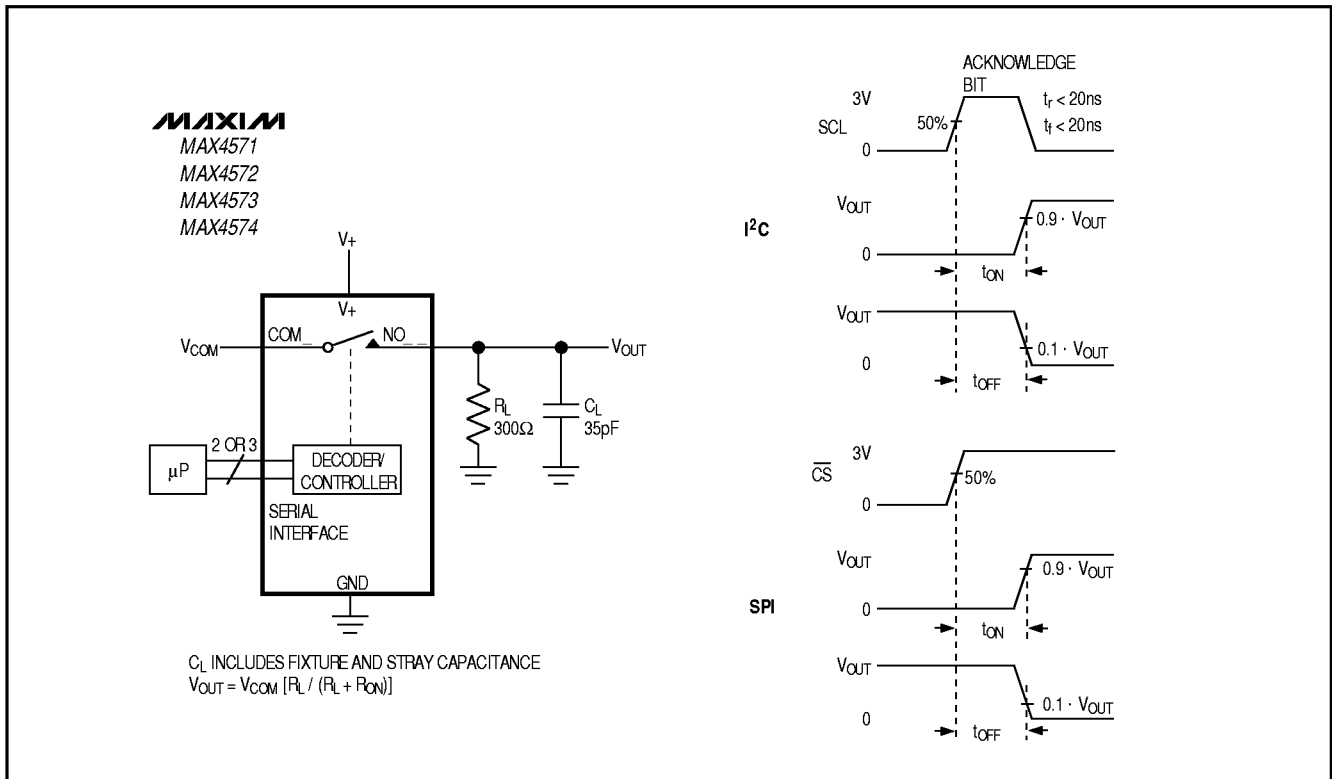 MAXIM
MAX4571
MAX4572
MAX4573
MAX4574
V+
V+
VCOM
COM_
NO_ _
VOUT
RL
300Ω
CL
35pF
µP
2 OR 3
DECODER/
CONTROLLER
SERIAL
INTERFACE
GND
CL INCLUDES FIXTURE AND STRAY CAPACITANCE
VOUT = VCOM [RL / (RL + RON)]
ACKNOWLEDGE
BIT
3V
SCL
0
50%
tr < 20ns
tf < 20ns
I²C
VOUT
0
0.9 · VOUT
tON
VOUT
0
0.1 · VOUT
tOFF
3V
C̅S̅
0
50%
SPI
VOUT
0
0.9 · VOUT
tON
VOUT
0
0.1 · VOUT
tOFF